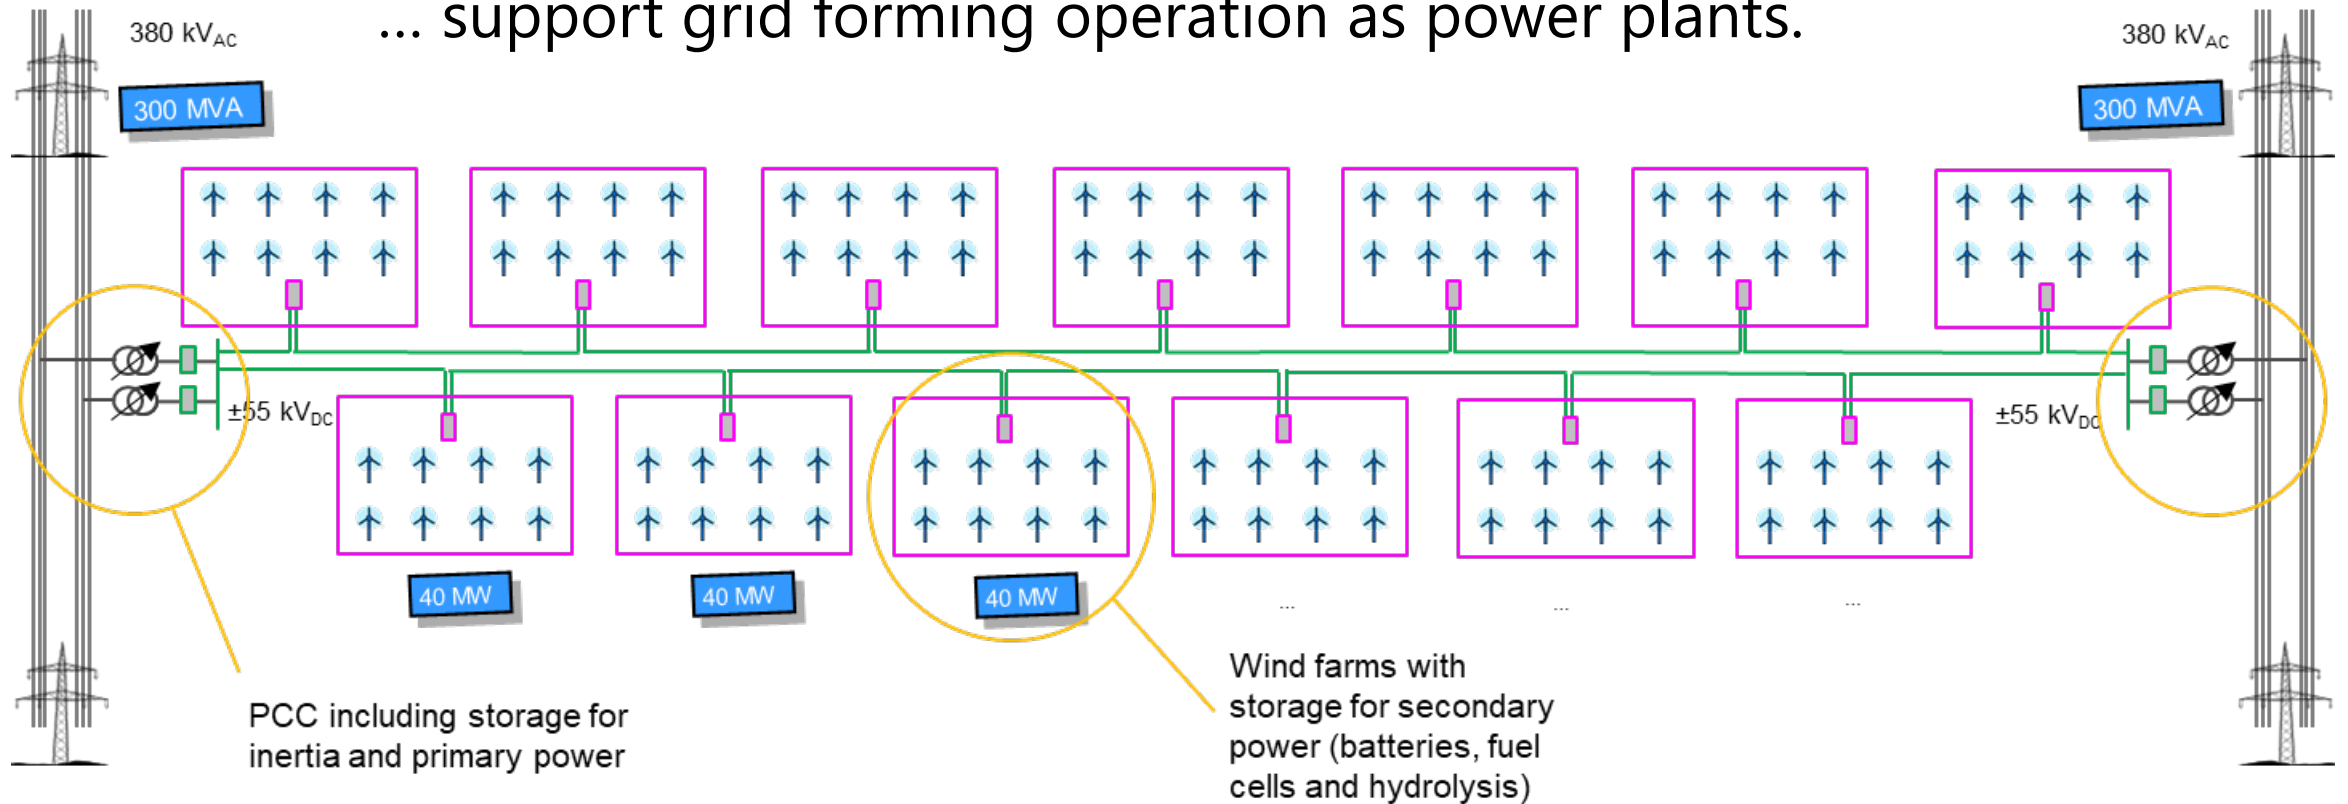 ... support grid forming operation as power plants.
380 kVAC
380 kVAC
300 MVA
300 MVA
±55 kVDC
±55 kVDC
40 MW
40 MW
40 MW
...
...
...
PCC including storage for
inertia and primary power
Wind farms with
storage for secondary
power (batteries, fuel
cells and hydrolysis)